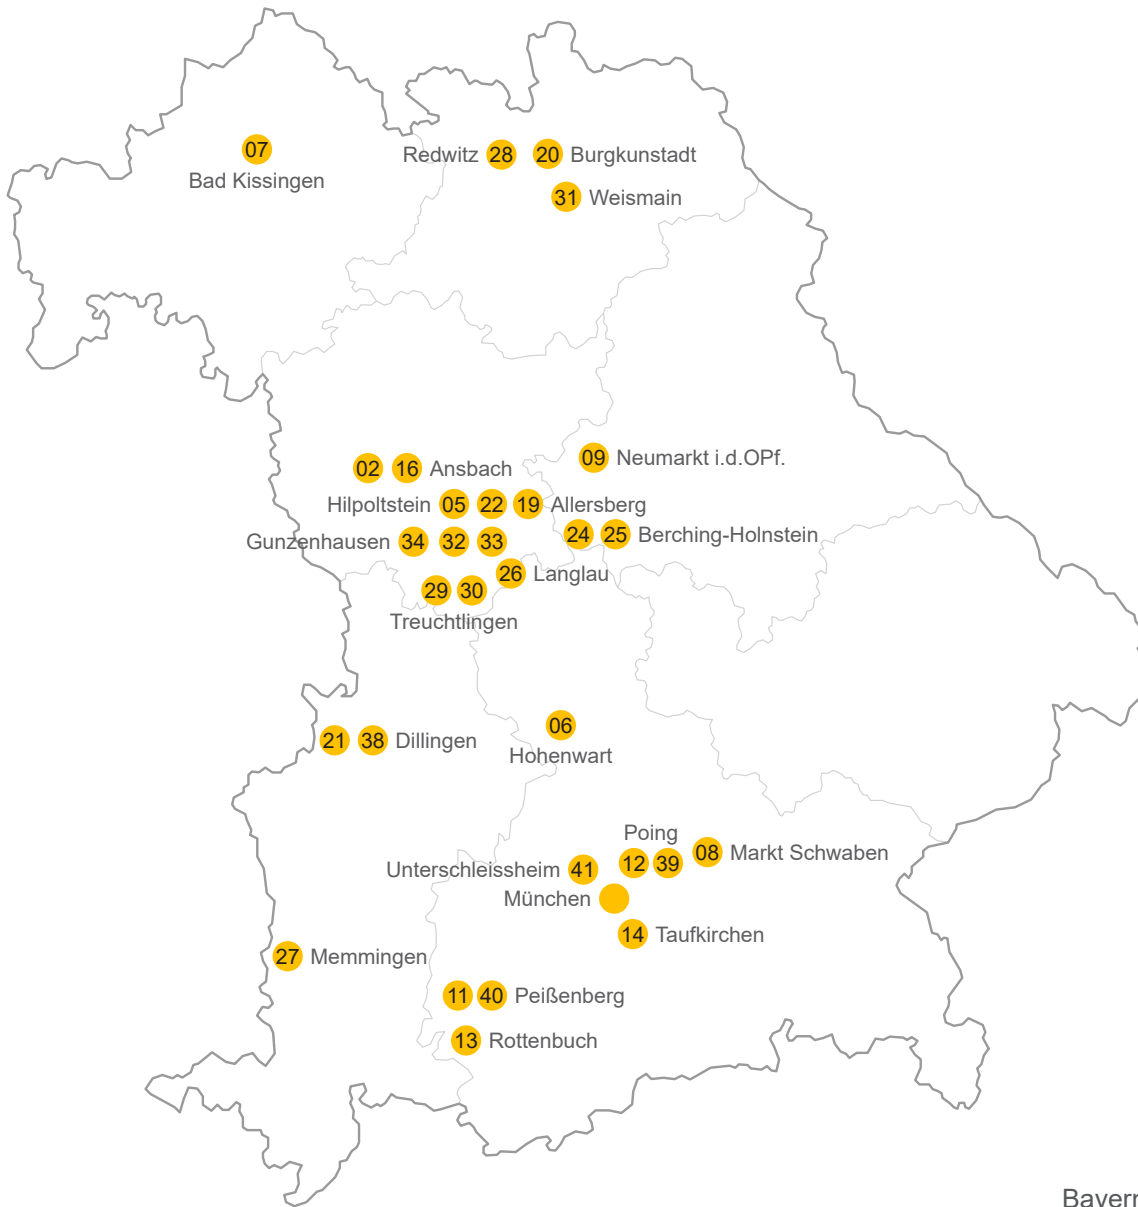 07
Bad Kissingen
Redwitz 28 20 Burgkunstadt
31 Weismain
09 Neumarkt i.d.OPf.
02 16 Ansbach
Hilpoltstein 05 22 19 Allersberg
24 25 Berching-Holnstein
Gunzenhausen 34 32 33
26 Langlau
29 30
Treuchtlingen
06
Hohenwart
21 38 Dillingen
Poing
12 39
08 Markt Schwaben
Unterschleissheim 41
München
14 Taufkirchen
27 Memmingen
11 40 Peißenberg
13 Rottenbuch
Bayern